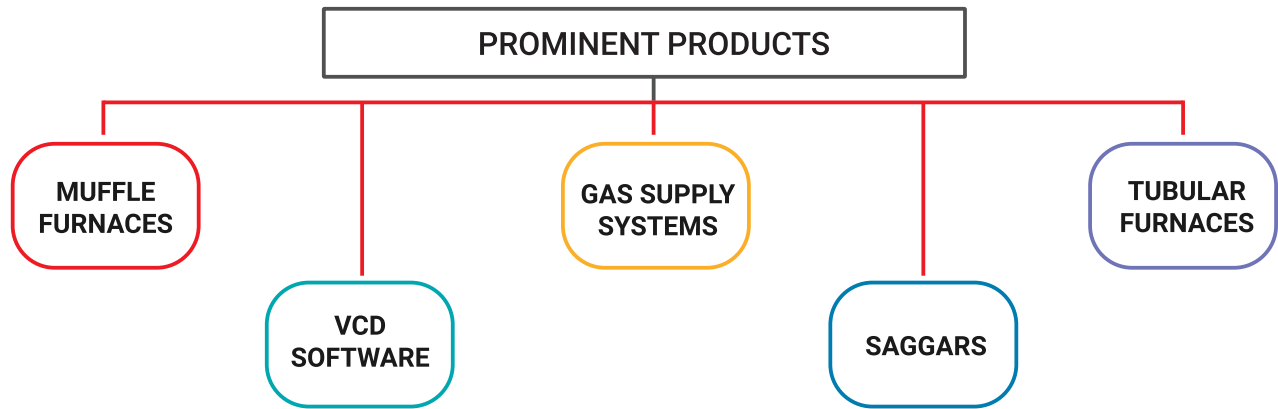 PROMINENT PRODUCTS
MUFFLE
FURNACES
VCD
SOFTWARE
GAS SUPPLY
SYSTEMS
SAGGARS
TUBULAR
FURNACES